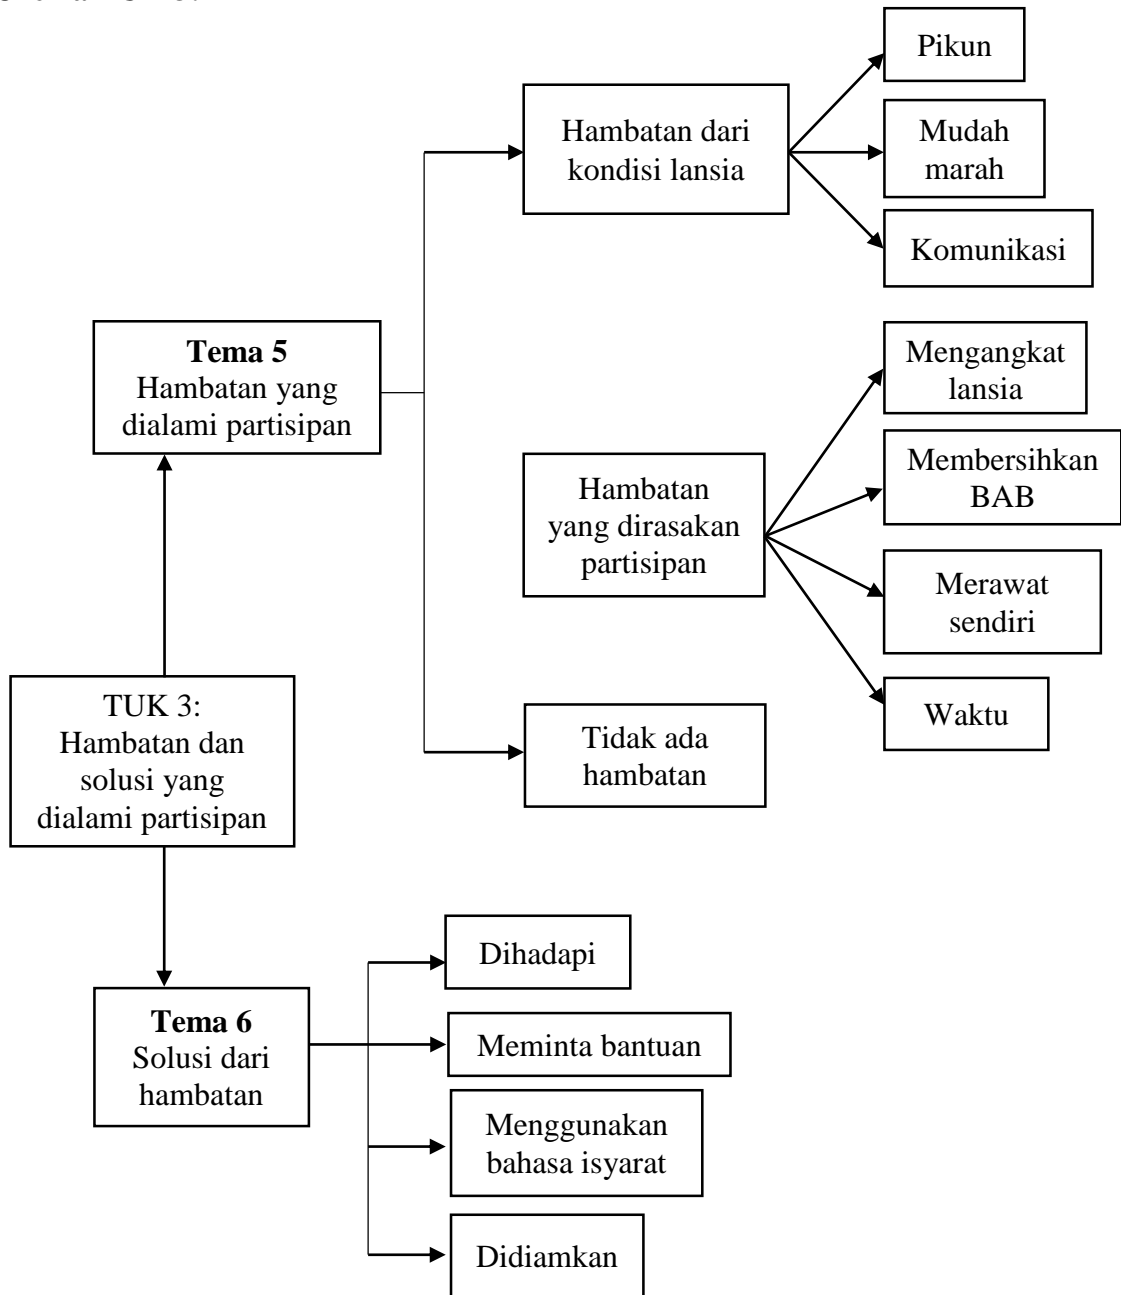 Pikun
Hambatan dari
kondisi lansia
Mudah
marah
Komunikasi
Tema 5
Hambatan yang
dialami partisipan
Mengangkat
lansia
Membersihkan
BAB
Hambatan
yang dirasakan
partisipan
Merawat
sendiri
Waktu
TUK 3:
Hambatan dan
solusi yang
dialami partisipan
Tidak ada
hambatan
Dihadapi
Tema 6
Solusi dari
hambatan
Meminta bantuan
Menggunakan
bahasa isyarat
Didiamkan